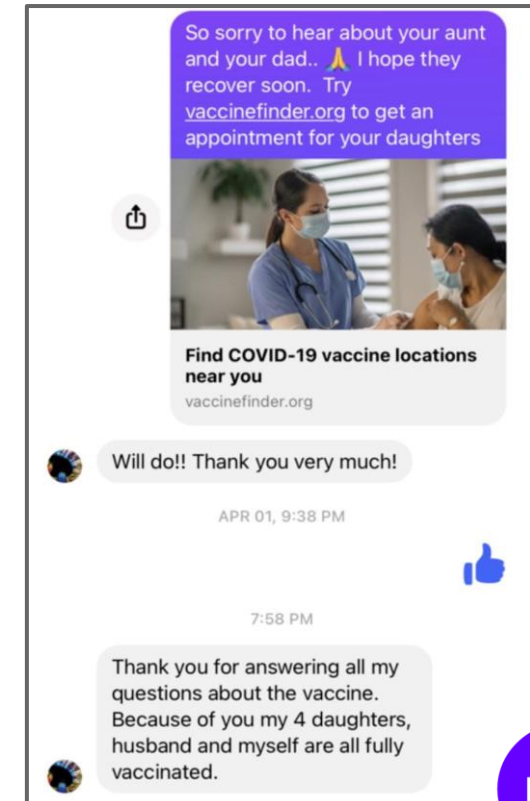 So sorry to hear about your aunt
and your dad.. 🙏 I hope they
recover soon.  Try
vaccinefinder.org to get an
appointment for your daughters
Find COVID-19 vaccine locations
near you
vaccinefinder.org
Will do!! Thank you very much!
APR 01, 9:38 PM
7:58 PM
Thank you for answering all my
questions about the vaccine.
Because of you my 4 daughters,
husband and myself are all fully
vaccinated.